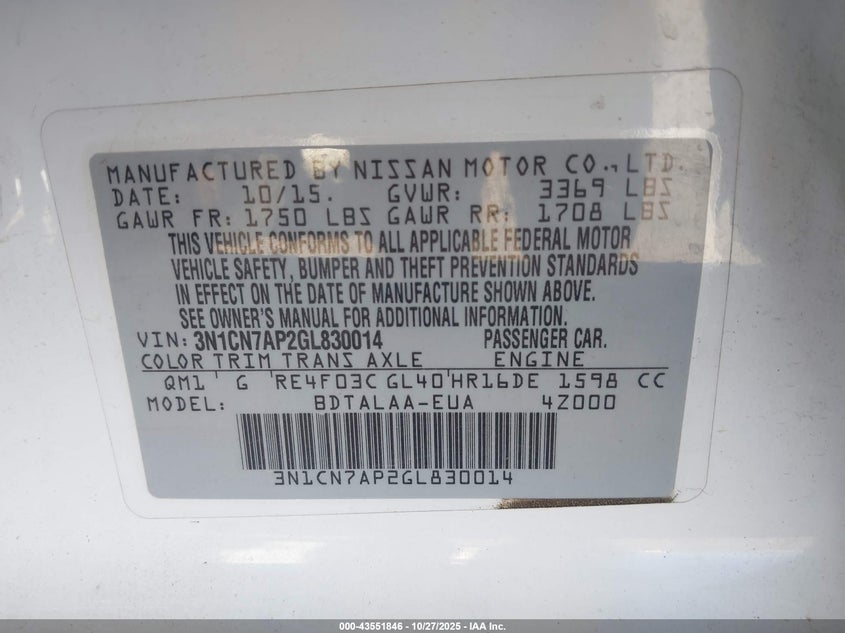 MANUFACTURED BY NISSAN MOTOR CO., LTD.
DATE: 10/15. GVWR: 3369 LBS
GAWR FR: 1750 LBS GAWR RR: 1708 LBS
THIS VEHICLE CONFORMS TO ALL APPLICABLE FEDERAL MOTOR
VEHICLE SAFETY, BUMPER AND THEFT PREVENTION STANDARDS
IN EFFECT ON THE DATE OF MANUFACTURE SHOWN ABOVE.
SEE OWNER'S MANUAL FOR ADDITIONAL INFORMATION.
VIN: 3N1CN7AP2GL830014 PASSENGER CAR.
COLOR TRIM TRANS AXLE ENGINE
QM1 G RE4F03C GL40 HR16DE 1598 CC
MODEL: BDTALAA-EUA 4Z000
3N1CN7AP2GL830014
000-43551846 - 10/27/2025 - IAA Inc.